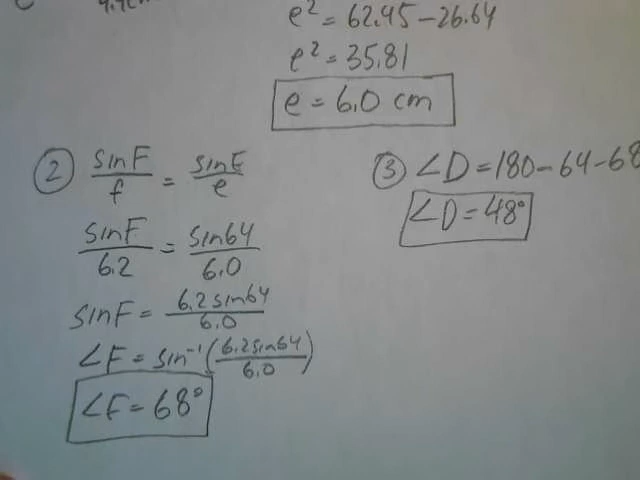 e² = 62.45 - 26.64
e² = 35.81
e = 6.0 cm
② sinF/f = sinE/e
sinF/6.2 = sin64/6.0
sinF = 6.2sin64/6.0
∠F = sin⁻¹(6.2sin64/6.0)
∠F = 68°
③ ∠D = 180 - 64 - 68
∠D = 48°